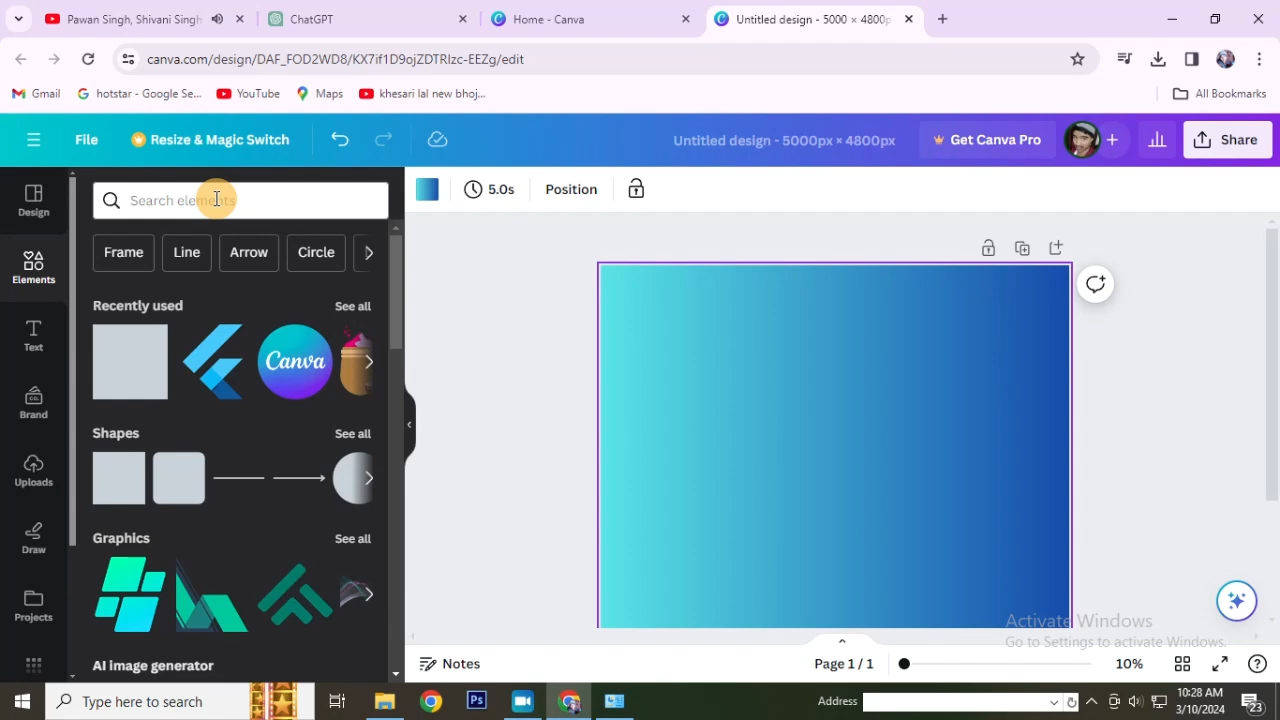 Pawan Singh, Shivani Singh
ChatGPT
Home - Canva
Untitled design - 5000 × 4800p
canva.com/design/DAF_FOD2WD8/KX7if1D9ojZDTRIzc-EEZg/edit
Gmail
hotstar - Google Se...
YouTube
Maps
khesari lal new bhoj...
All Bookmarks
File
Resize & Magic Switch
Untitled design - 5000px × 4800px
Get Canva Pro
Share
Design
Elements
Text
Brand
Uploads
Draw
Projects
Search elements
Frame
Line
Arrow
Circle
Recently used
See all
Canva
Shapes
See all
Graphics
See all
AI image generator
5.0s
Position
Activate Windows
Go to Settings to activate Windows.
Notes
Page 1 / 1
10%
Type here to search
Ps
Address
10:28 AM
3/10/2024
23